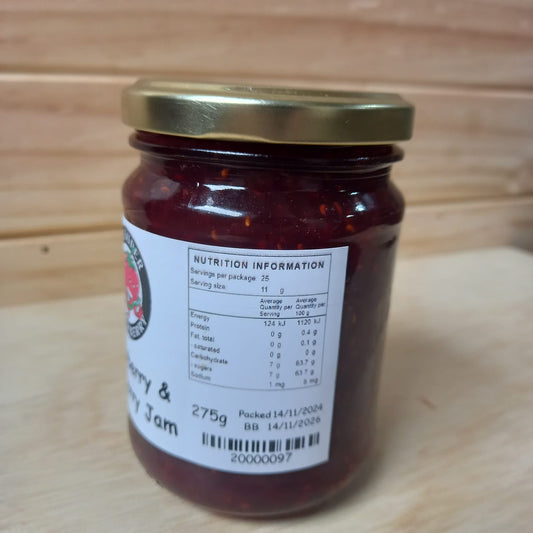 NUTRITION INFORMATION
Servings per package: 25
Serving size: 11 g
Average Quantity per Serving
Average Quantity per 100 g
Energy 124 kJ 1120 kJ
Protein 0 g 0.4 g
Fat, total 0 g 0.1 g
- saturated 0 g 0 g
Carbohydrate 7 g 63.7 g
- sugars 7 g 63.7 g
Sodium 1 mg mg
&
Jam
275g
Packed 14/11/2024
BB 14/11/2026
20000097